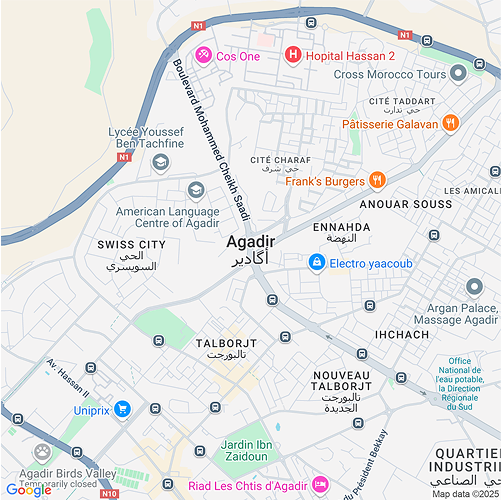 N1
N1
Cos One
Hopital Hassan 2
Cross Morocco Tours
Boulevard Mohammed Cheikh Saadi
CITÉ TADDART
حي تدارت
Pâtisserie Galavan
Lycée Youssef
Ben Tachfine
N1
CITÉ CHARAF
حي شرف
Frank's Burgers
LES AMICALE
ANOUAR SOUSS
American Language
Centre of Agadir
ENNAHDA
النهضة
SWISS CITY
الحي
السويسري
Agadir
أڭادير
Electro yaacoub
Argan Palace,
Massage Agadir
IHCHACH
TALBORJT
تالبورجت
Av. Hassan II
Office
National de
l'eau potable,
la Direction
Régionale
du Sud
NOUVEAU
TALBORJT
تالبورجت
الجديدة
Uniprix
Jardin Ibn
Zaidoun
du Président Bekkay
QUARTIE
INDUSTRI
ي الصناعي
Agadir Birds Valley
Temporarily closed
Riad Les Chtis d'Agadir
Google
N10
Map data ©2025